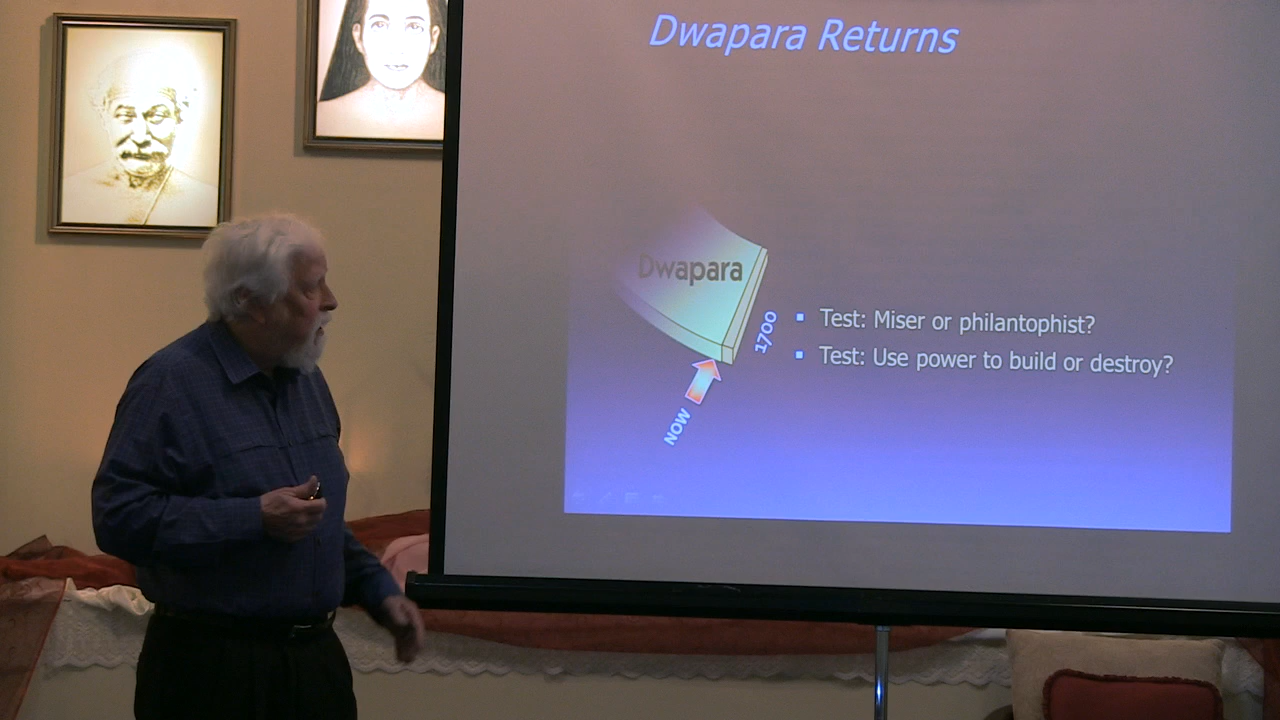 Dwapara Returns
Dwapara
1700
NOW
▪ Test: Miser or philantophist?
▪ Test: Use power to build or destroy?